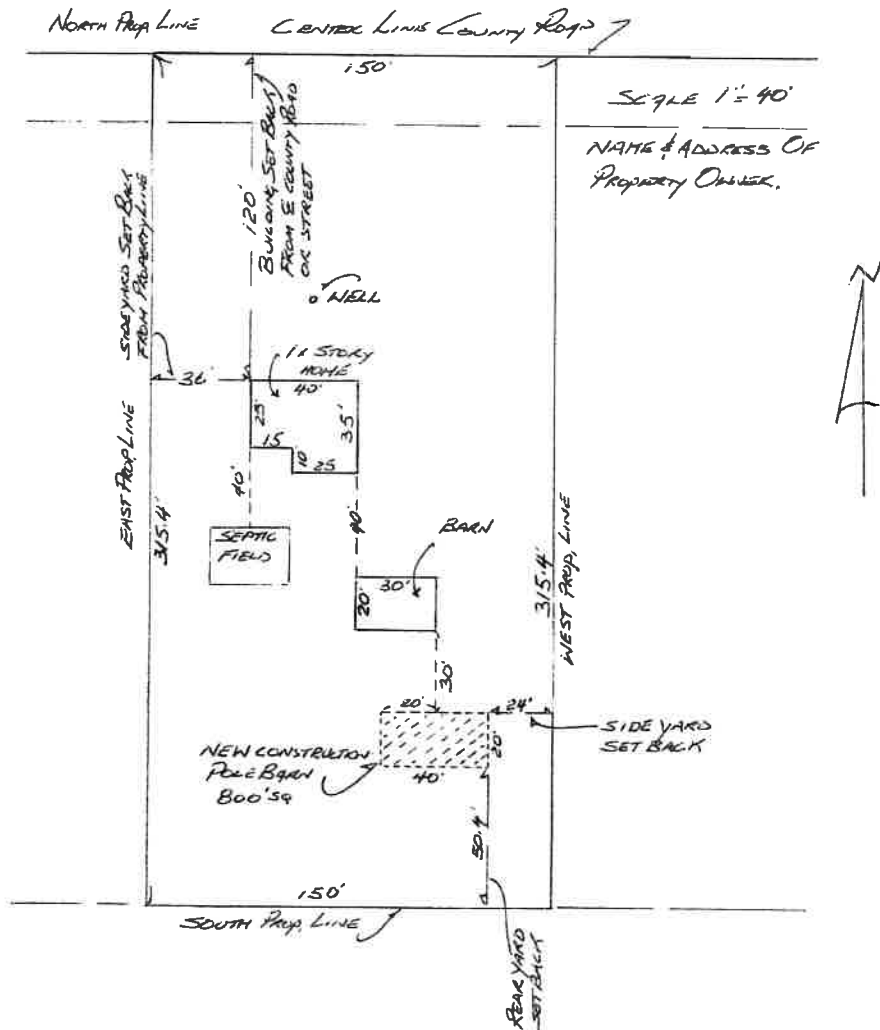 NORTH PROP LINE
CENTER LINE COUNTY ROAD
150'
SCALE 1"=40'
NAME & ADDRESS OF
PROPERTY OWNER.
SIDEYARD SET BACK
FROM PROPERTY LINE
120'
BUILDING SET BACK
FROM ℄ COUNTY ROAD
OR STREET
WELL
N
36'
STORY
HOME
40'
25'
35'
15
10'
25
40'
40'
EAST PROP LINE
315.4'
SEPTIC
FIELD
BARN
30'
20'
315.4'
WEST PROP, LINE
30'
20'
24'
SIDE YARD
SET BACK
20'
NEW CONSTRUCTION
POLE BARN
800'SQ
40'
50.4'
150'
SOUTH PROP, LINE
REAR YARD
SET BACK